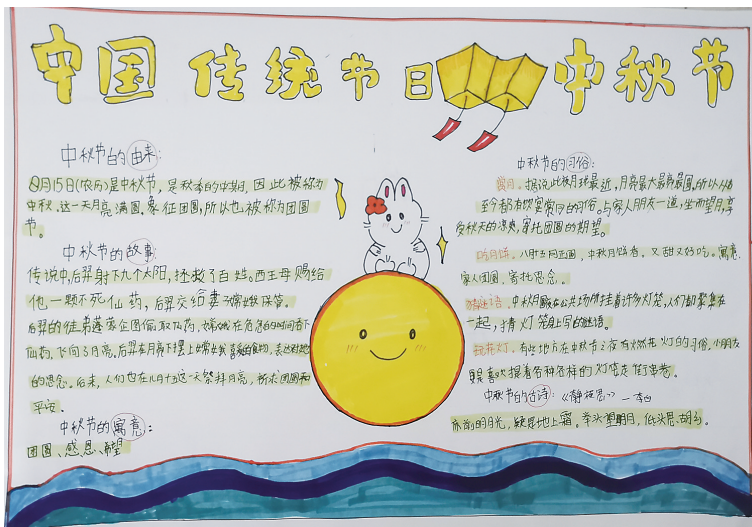 中国传统节日 中秋节
中秋节的由来:
8月15日(农历)是中秋节,是秋季的中期,因此被称为
中秋,这一天月亮满圆,象征团圆,所以也被称为团圆
节。
中秋节的故事:
传说中,后羿射下九个太阳,拯救了百姓。西王母赐给
他一颗不死仙药,后羿交给妻子嫦娥保管。
后羿的徒弟蓬蒙企图偷取仙药,嫦娥在危急的时间吞下
仙药,飞向了月亮。后羿在月亮下摆上嫦娥喜爱的食物,表达对她
的思念。后来,人们也在八月十五这一天祭拜月亮,祈求团圆和
平安。
中秋节的寓意:
团圆、感恩、希望
中秋节的习俗:
赏月。据说此夜月球最近,月亮最大最亮最圆,所以从古
至今都有饮宴赏月的习俗。与家人朋友一道,坐而望月,享
受秋天的凉爽,寄托团圆的期望。
吃月饼。八月十五月正圆,中秋月饼香。又甜又好吃。寓意
家人团圆,寄托思念。
猜谜语。中秋月圆在公共场所挂着许多灯笼,人们都聚集在
一起,猜灯笼上写的谜语。
玩花灯。有些地方在中秋节之夜有燃花灯的习俗。小朋友
更喜欢提着各种各样的灯笼走街串巷。
中秋节的古诗:《静夜思》 — 李白
床前明月光,疑是地上霜。举头望明月,低头思故乡。